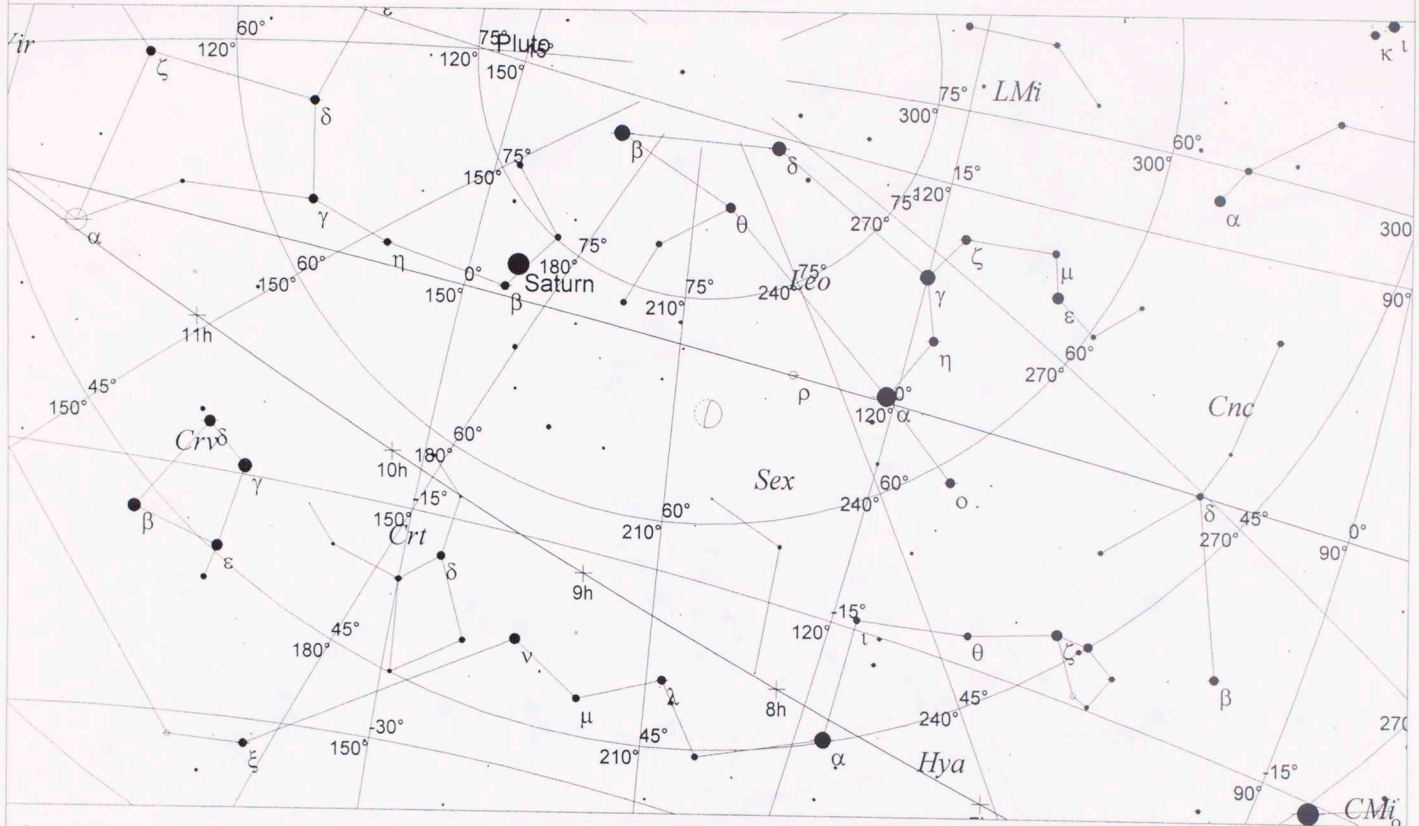 60° ε 75° Pluto 15° κ ι
Vir 120° ζ 120° 150° LMi
δ 75° 300°
β δ 60° 300°
150° 75° 15° 120° 75°
γ θ 270° α
α η 75° 300
60° 150° 0° 150° 180° Saturn β Leo 75° 240° ζ μ γ ε 90°
75° 210°
11h η 60° 270°
45° 150° ρ 0° 120° α Cnc
Crv δ 60° 180°
10h γ Sex 60° 240° ο
-15° 150° Crt 60° 210° δ 45° 270° 0° 90°
β ε δ
9h
45° 180° -15° 120° ι θ ζ
ν
μ λ 8h 45° 240° β
-30° 150° 45° 210° 270
ξ α Hya -15° 90°
CMi